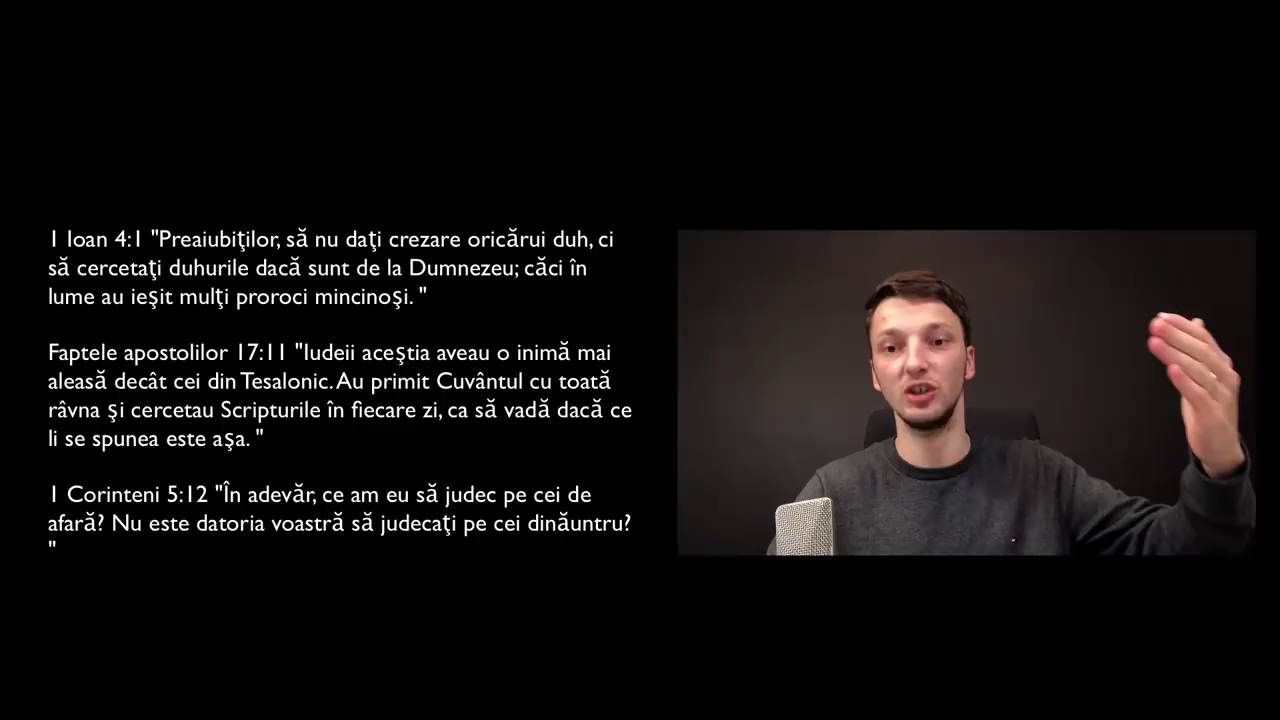 1 Ioan 4:1 "Preaiubiţilor, să nu daţi crezare oricărui duh, ci
să cercetaţi duhurile dacă sunt de la Dumnezeu; căci în
lume au ieşit mulţi proroci mincinoşi. "
Faptele apostolilor 17:11 "Iudeii aceştia aveau o inimă mai
aleasă decât cei din Tesalonic. Au primit Cuvântul cu toată
râvna şi cercetau Scripturile în fiecare zi, ca să vadă dacă ce
li se spunea este aşa. "
1 Corinteni 5:12 "În adevăr, ce am eu să judec pe cei de
afară? Nu este datoria voastră să judecaţi pe cei dinăuntru?
"